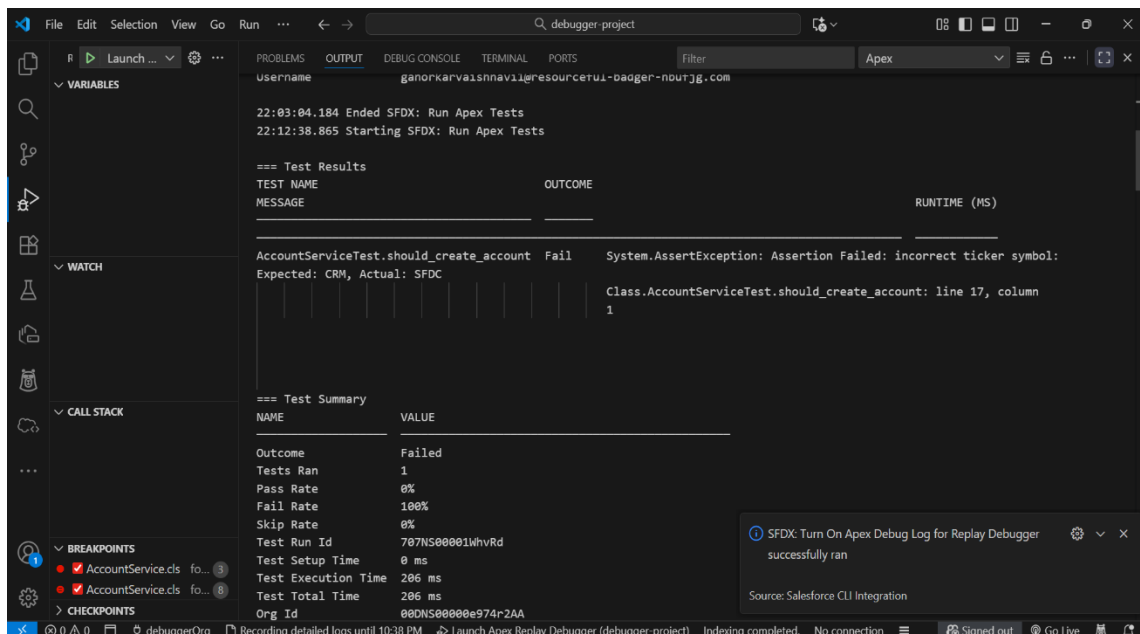 File Edit Selection View Go Run ··· debugger-project
Launch ...
VARIABLES
WATCH
CALL STACK
BREAKPOINTS
AccountService.cls fo... 3
AccountService.cls fo... 8
CHECKPOINTS
PROBLEMS OUTPUT DEBUG CONSOLE TERMINAL PORTS Filter Apex
Username
22:03:04.184 Ended SFDX: Run Apex Tests
22:12:38.865 Starting SFDX: Run Apex Tests
=== Test Results
TEST NAME OUTCOME
MESSAGE RUNTIME (MS)
AccountServiceTest.should_create_account Fail System.AssertException: Assertion Failed: incorrect ticker symbol:
Expected: CRM, Actual: SFDC
Class.AccountServiceTest.should_create_account: line 17, column
1
=== Test Summary
NAME VALUE
Outcome Failed
Tests Ran 1
Pass Rate 0%
Fail Rate 100%
Skip Rate 0%
Test Run Id 707NS00001WhvRd
Test Setup Time 0 ms
Test Execution Time 206 ms
Test Total Time 206 ms
Org Id 00DNS00000e974r2AA
SFDX: Turn On Apex Debug Log for Replay Debugger
successfully ran
Source: Salesforce CLI Integration
1
0 0 debuggerOrg Recording detailed logs until 10:38 PM Launch Apex Replay Debugger (debugger-project) Indexing completed. No connection Signed out Go Live